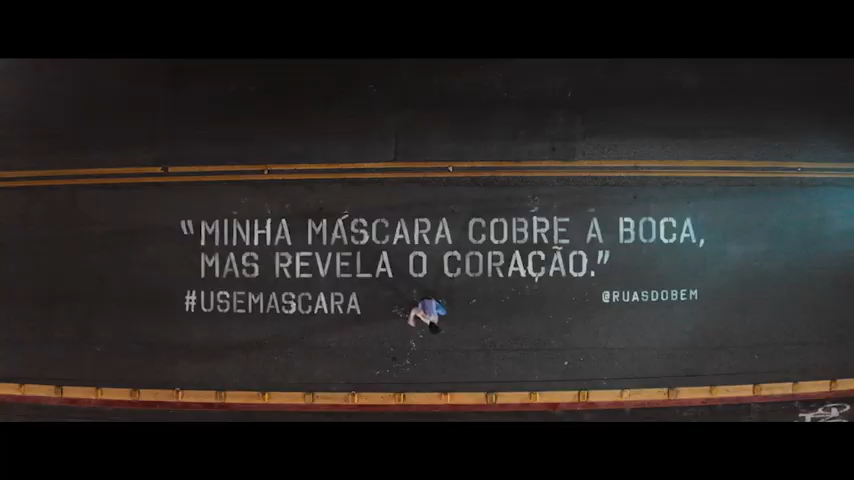 “MINHA MÁSCARA COBRE A BOCA,
MAS REVELA O CORAÇÃO.”
#USEMASCARA
@RUASDOBEM